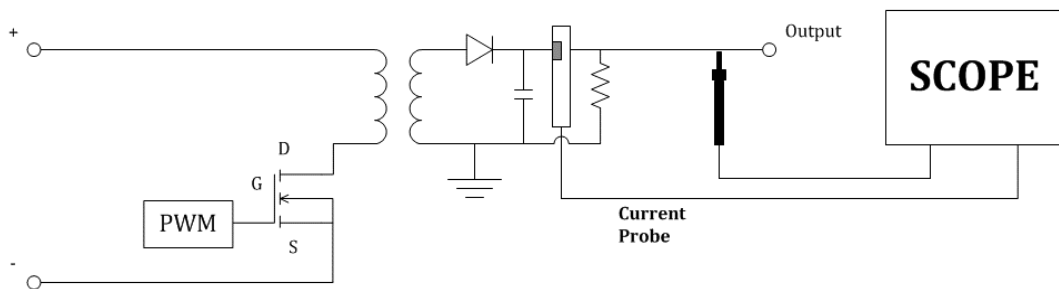 +
Output
SCOPE
D
G
PWM
S
Current
Probe
-